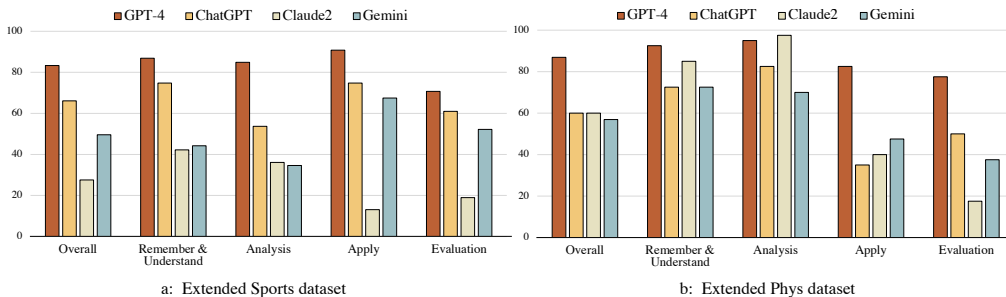 GPT-4 ChatGPT Claude2 Gemini
100
80
60
40
20
0
Overall Remember & Understand Analysis Apply Evaluation
a: Extended Sports dataset
GPT-4 ChatGPT Claude2 Gemini
100
80
60
40
20
0
Overall Remember & Understand Analysis Apply Evaluation
b: Extended Phys dataset